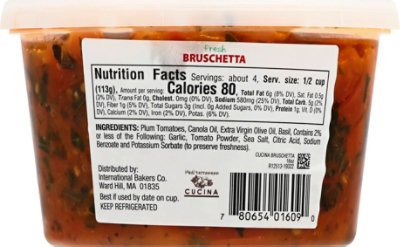 fresh
BRUSCHETTA
Nutrition Facts Servings: about 4, Serv. size: 1/2 cup
(113g), Amount per serving: Calories 80, Total Fat 6g (8% DV), Sat. Fat 0.5g
(3% DV), Trans Fat 0g, Cholest. 0mg (0% DV), Sodium 580mg (25% DV), Total Carb. 5g (2%
DV), Fiber 1g (5% DV), Total Sugars 3g (Incl. 0g Added Sugars, 0% DV), Protein 1g, Vit. D (0%
DV), Calcium (2% DV), Iron (2% DV), Potas. (6% DV).
INGREDIENTS: Plum Tomatoes, Canola Oil, Extra Virgin Olive Oil, Basil, Contains 2%
or less of the Following: Garlic, Tomato Powder, Sea Salt, Citric Acid, Sodium
Benzoate and Potassium Sorbate (to preserve freshness).
CUCINA BRUSCHETTA
16oz
Distributed by:
International Bakers Co.
Ward Hill, MA 01835
Mediterranean
CUCINA
Best if used by date on cup.
KEEP REFRIGERATED
7 80654 01609 0